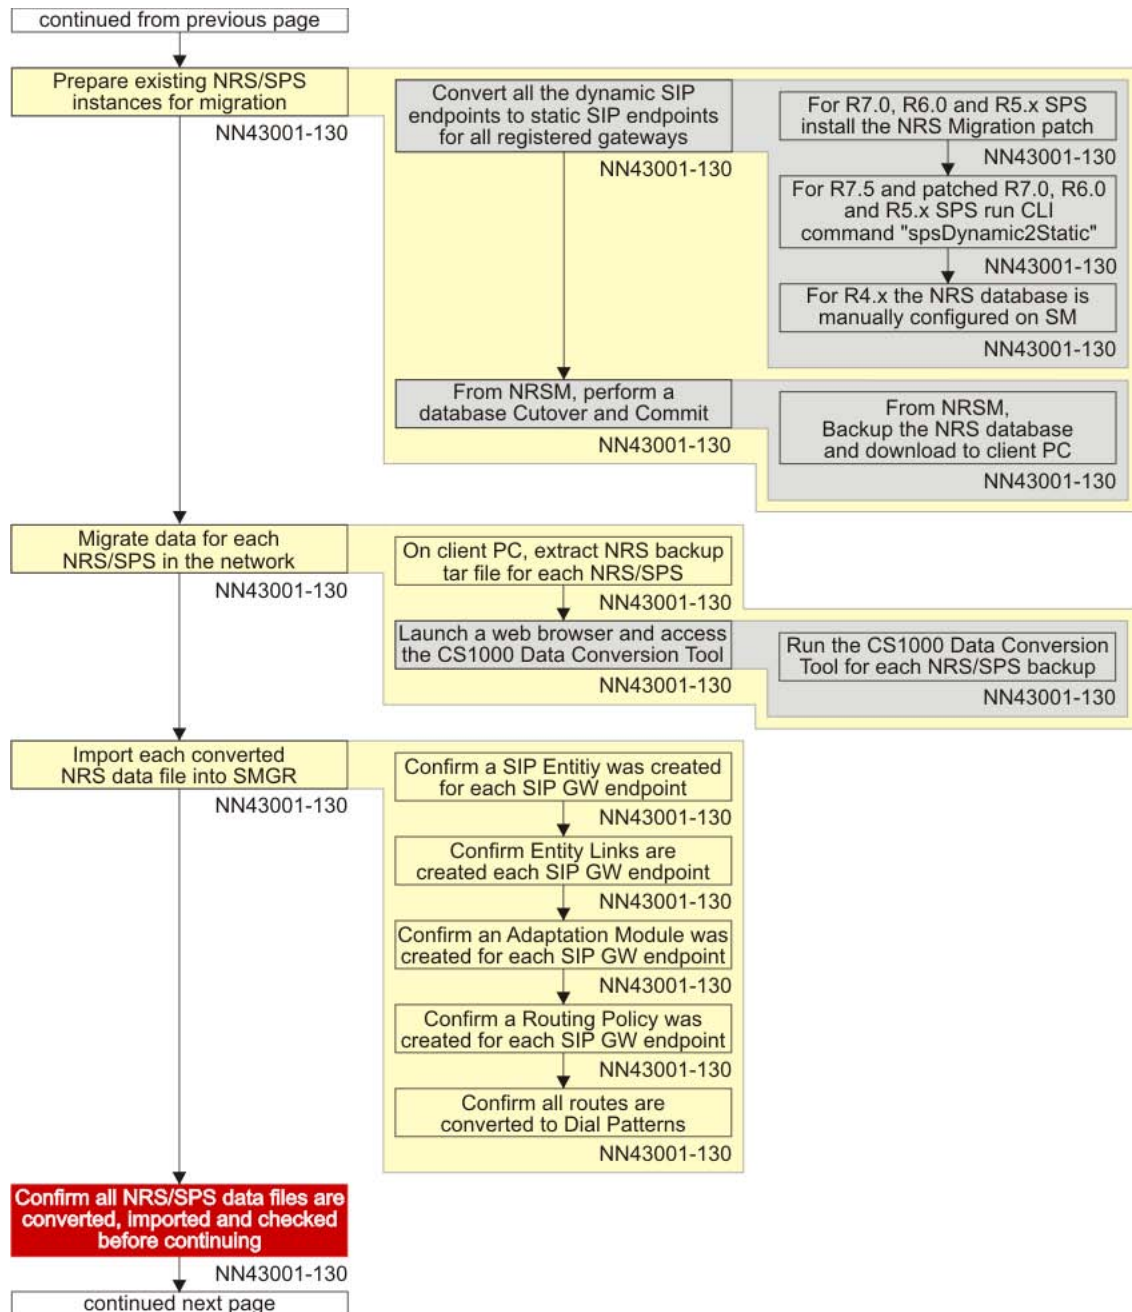 continued from previous page
Prepare existing NRS/SPS
instances for migration
NN43001-130
Convert all the dynamic SIP
endpoints to static SIP endpoints
for all registered gateways
NN43001-130
For R7.0, R6.0 and R5.x SPS
install the NRS Migration patch
NN43001-130
For R7.5 and patched R7.0, R6.0
and R5.x SPS run CLI
command "spsDynamic2Static"
NN43001-130
For R4.x the NRS database is
manually configured on SM
NN43001-130
From NRSM, perform a
database Cutover and Commit
NN43001-130
From NRSM,
Backup the NRS database
and download to client PC
NN43001-130
Migrate data for each
NRS/SPS in the network
NN43001-130
On client PC, extract NRS backup
tar file for each NRS/SPS
NN43001-130
Launch a web browser and access
the CS1000 Data Conversion Tool
NN43001-130
Run the CS1000 Data Conversion
Tool for each NRS/SPS backup
NN43001-130
Import each converted
NRS data file into SMGR
NN43001-130
Confirm a SIP Entitiy was created
for each SIP GW endpoint
NN43001-130
Confirm Entity Links are
created each SIP GW endpoint
NN43001-130
Confirm an Adaptation Module was
created for each SIP GW endpoint
NN43001-130
Confirm a Routing Policy was
created for each SIP GW endpoint
NN43001-130
Confirm all routes are
converted to Dial Patterns
NN43001-130
Confirm all NRS/SPS data files are
converted, imported and checked
before continuing
NN43001-130
continued next page